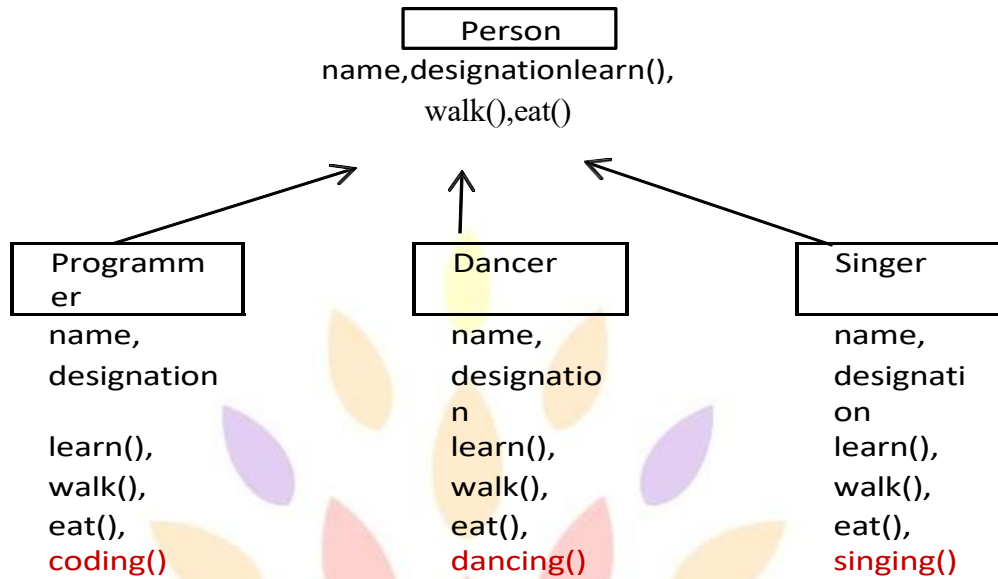 Person
name,designationlearn(),
walk(),eat()
Programm
er
name,
designation
learn(),
walk(),
eat(),
coding()
Dancer
name,
designatio
n
learn(),
walk(),
eat(),
dancing()
Singer
name,
designati
on
learn(),
walk(),
eat(),
singing()